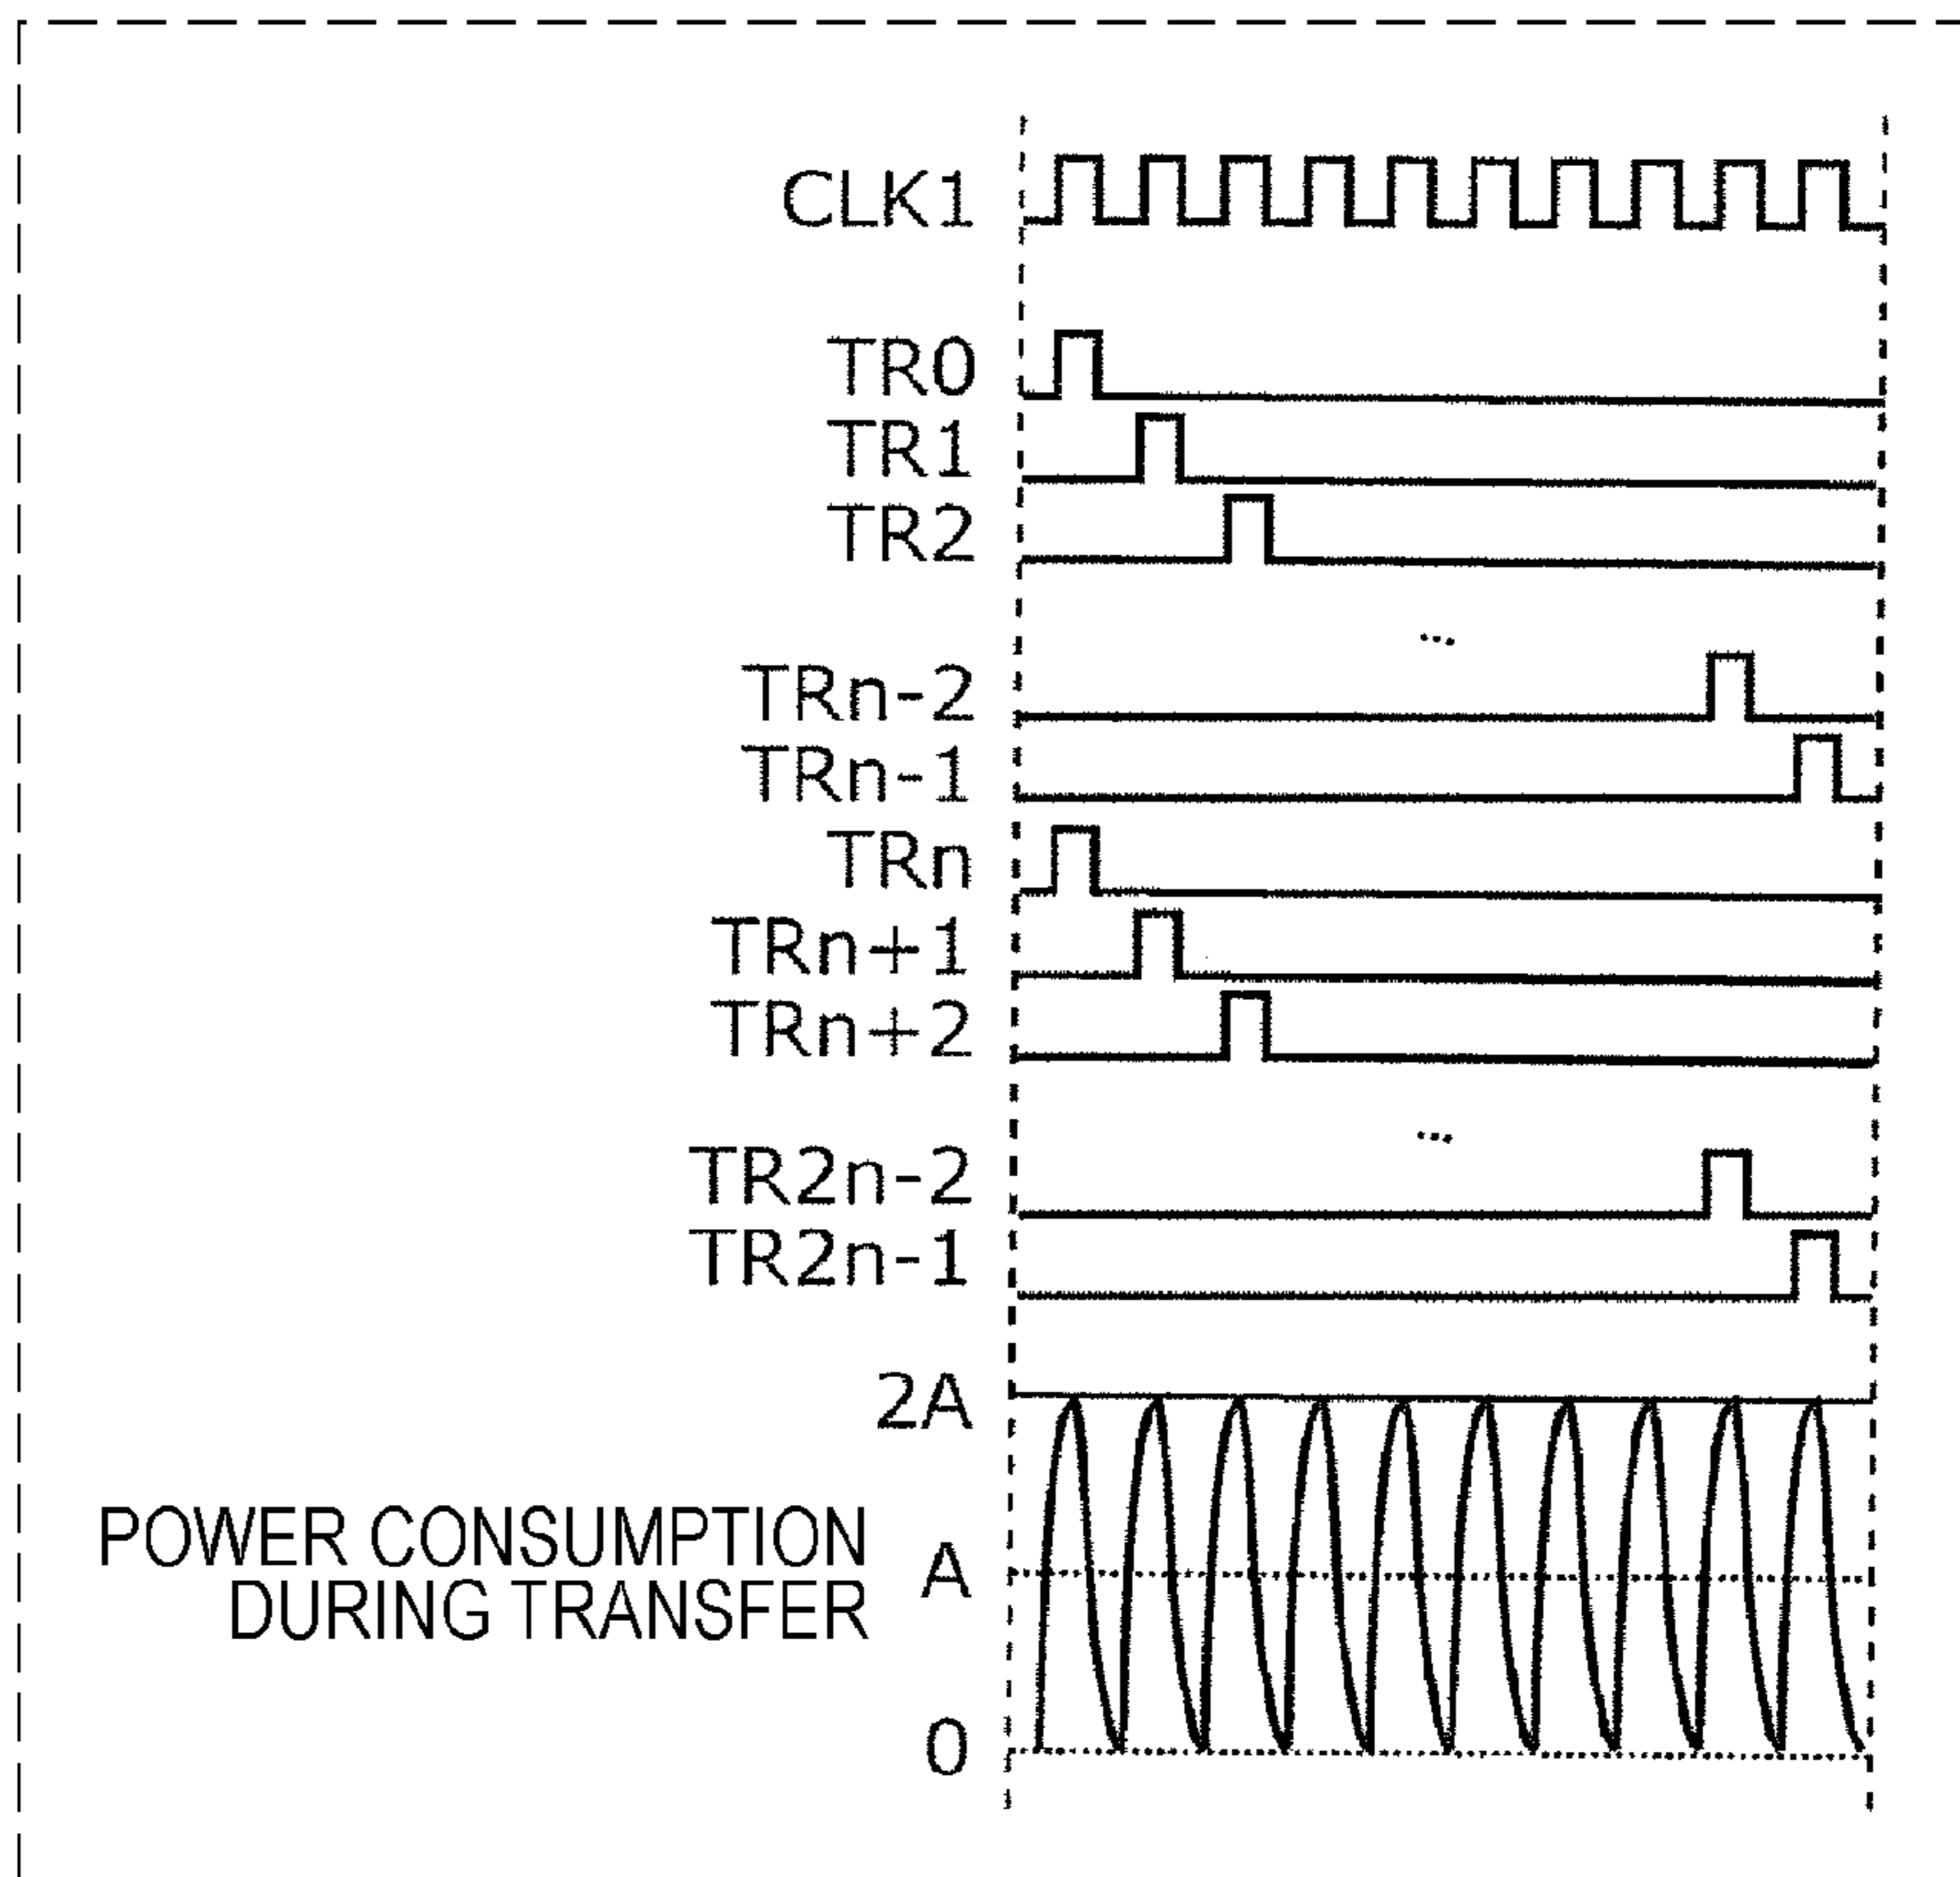 CLK1
TR0
TR1
TR2
...
TRn-2
TRn-1
TRn
TRn+1
TRn+2
...
TR2n-2
TR2n-1
2A
POWER CONSUMPTION
DURING TRANSFER
A
0